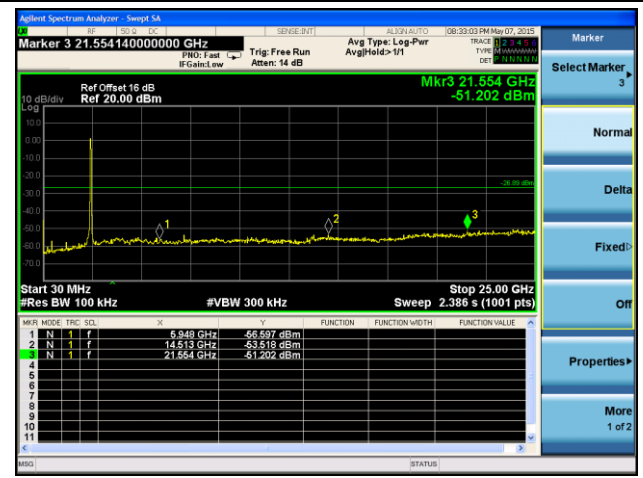 Agilent Spectrum Analyzer - Swept SA
RF 50 Ω DC SENSE:INT ALIGN AUTO 08:33:03 PM May 07, 2015
Marker 3 21.554140000000 GHz
PNO: Fast
IFGain:Low
Trig: Free Run
Atten: 14 dB
Avg Type: Log-Pwr
Avg|Hold:>1/1
TRACE 1 2 3 4 5 6
TYPE M
DET P N N N N N
Ref Offset 16 dB
10 dB/div Ref 20.00 dBm
Log
Mkr3 21.554 GHz
-51.202 dBm
10.0
0.00
-10.0
-20.0
-26.89 dBm
-30.0
-40.0
-50.0
-60.0
-70.0
1
2
3
Start 30 MHz Stop 25.00 GHz
#Res BW 100 kHz #VBW 300 kHz Sweep 2.386 s (1001 pts)
MKR MODE TRC SCL X Y FUNCTION FUNCTION WIDTH FUNCTION VALUE
1 N 1 f 5.948 GHz -56.597 dBm
2 N 1 f 14.513 GHz -53.518 dBm
3 N 1 f 21.554 GHz -51.202 dBm
4
5
6
7
8
9
10
11
MSG STATUS
Marker
Select Marker
3
Normal
Delta
Fixed
Off
Properties
More
1 of 2